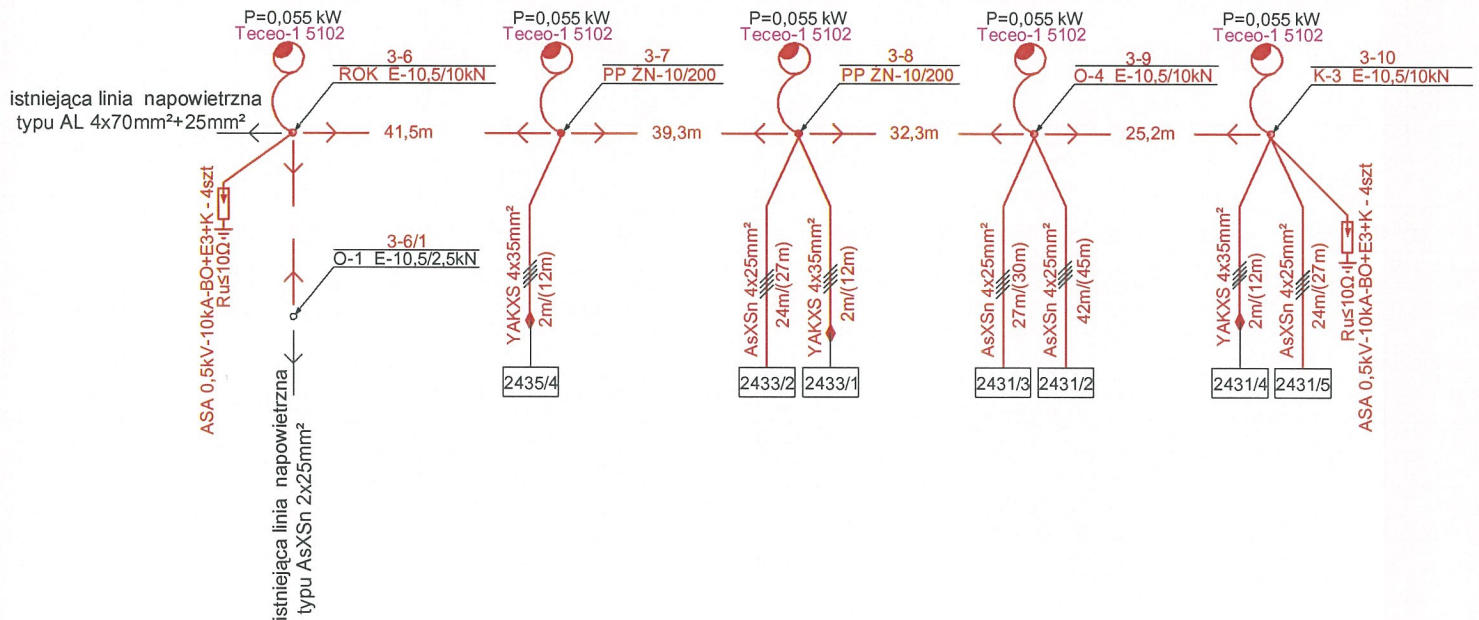 P=0,055 kW
Teceo-1 5102
P=0,055 kW
Teceo-1 5102
P=0,055 kW
Teceo-1 5102
P=0,055 kW
Teceo-1 5102
P=0,055 kW
Teceo-1 5102
3-6
ROK E-10,5/10kN
3-7
PP ZN-10/200
3-8
PP ZN-10/200
3-9
O-4 E-10,5/10kN
3-10
K-3 E-10,5/10kN
istniejąca linia napowietrzna
typu AL 4x70mm²+25mm²
41,5m
39,3m
32,3m
25,2m
ASA 0,5kV-10kA-BO+E3+K - 4szt
Ru≤10Ω
3-6/1
O-1 E-10,5/2,5kN
istniejąca linia napowietrzna
typu AsXSn 2x25mm²
YAKXS 4x35mm²
2m/(12m)
2435/4
AsXSn 4x25mm²
24m/(27m)
2433/2
YAKXS 4x35mm²
2m/(12m)
2433/1
AsXSn 4x25mm²
27m/(30m)
2431/3
AsXSn 4x25mm²
42m/(45m)
2431/2
YAKXS 4x35mm²
2m/(12m)
2431/4
AsXSn 4x25mm²
24m/(27m)
2431/5
Ru≤10Ω
ASA 0,5kV-10kA-BO+E3+K - 4szt